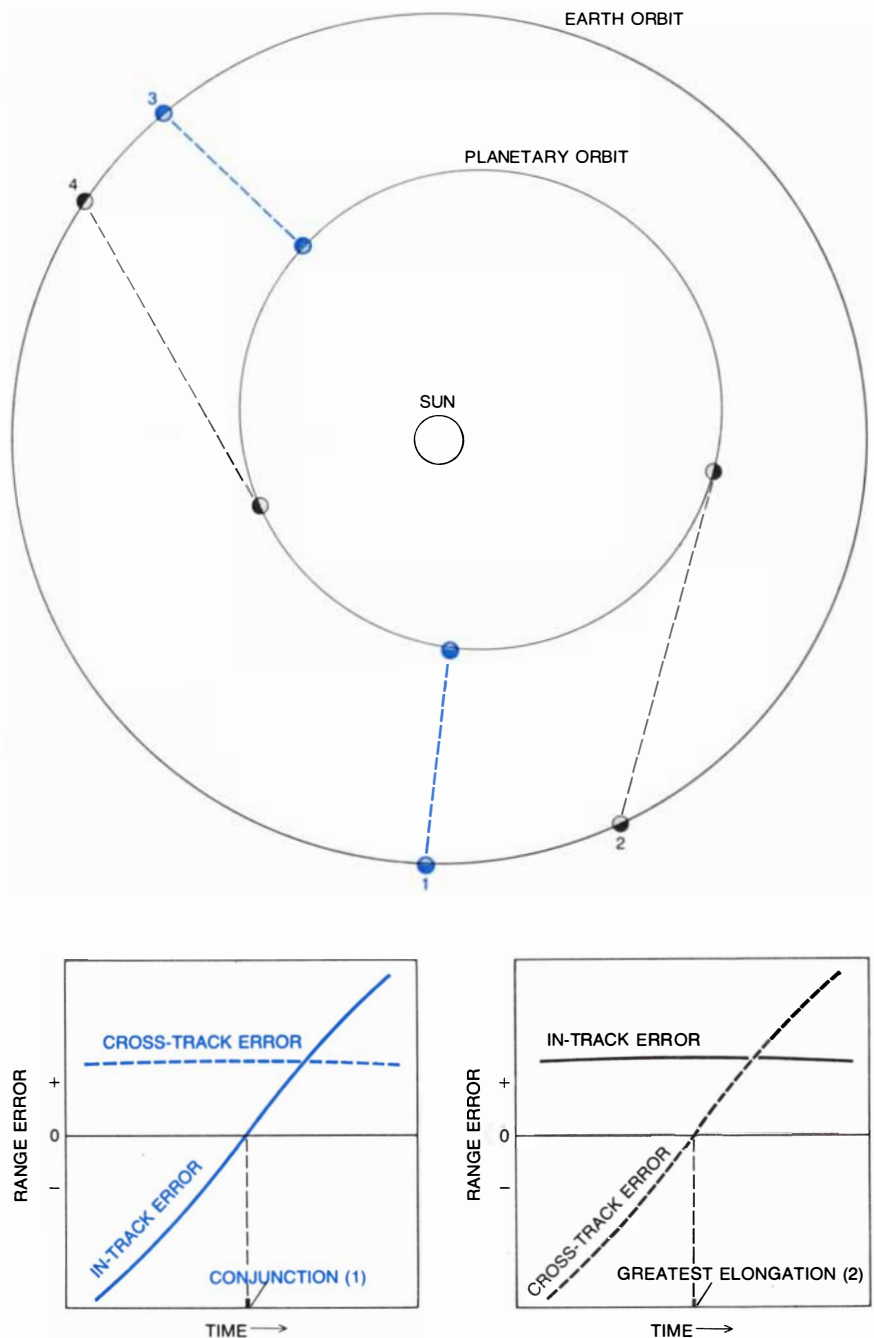 EARTH ORBIT
3
PLANETARY ORBIT
4
SUN
2
1
CROSS-TRACK ERROR
+
0
−
RANGE ERROR
IN-TRACK ERROR
CONJUNCTION (1)
TIME→
IN-TRACK ERROR
+
0
−
RANGE ERROR
CROSS-TRACK ERROR
GREATEST ELONGATION (2)
TIME→